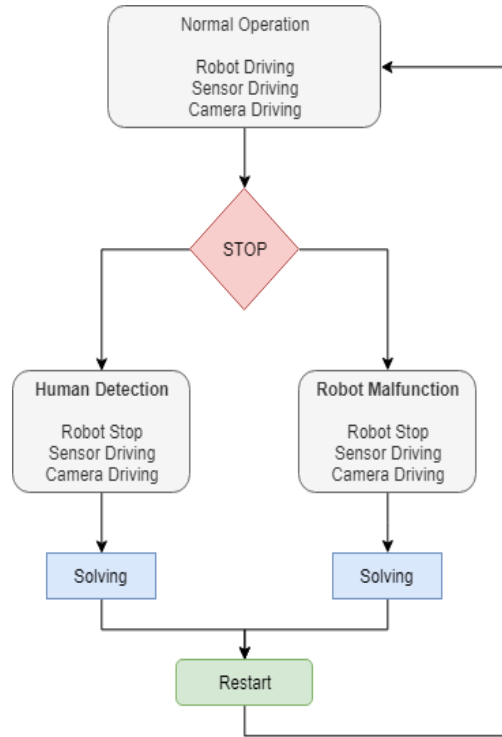 Normal Operation
Robot Driving
Sensor Driving
Camera Driving
STOP
Human Detection
Robot Stop
Sensor Driving
Camera Driving
Robot Malfunction
Robot Stop
Sensor Driving
Camera Driving
Solving
Solving
Restart